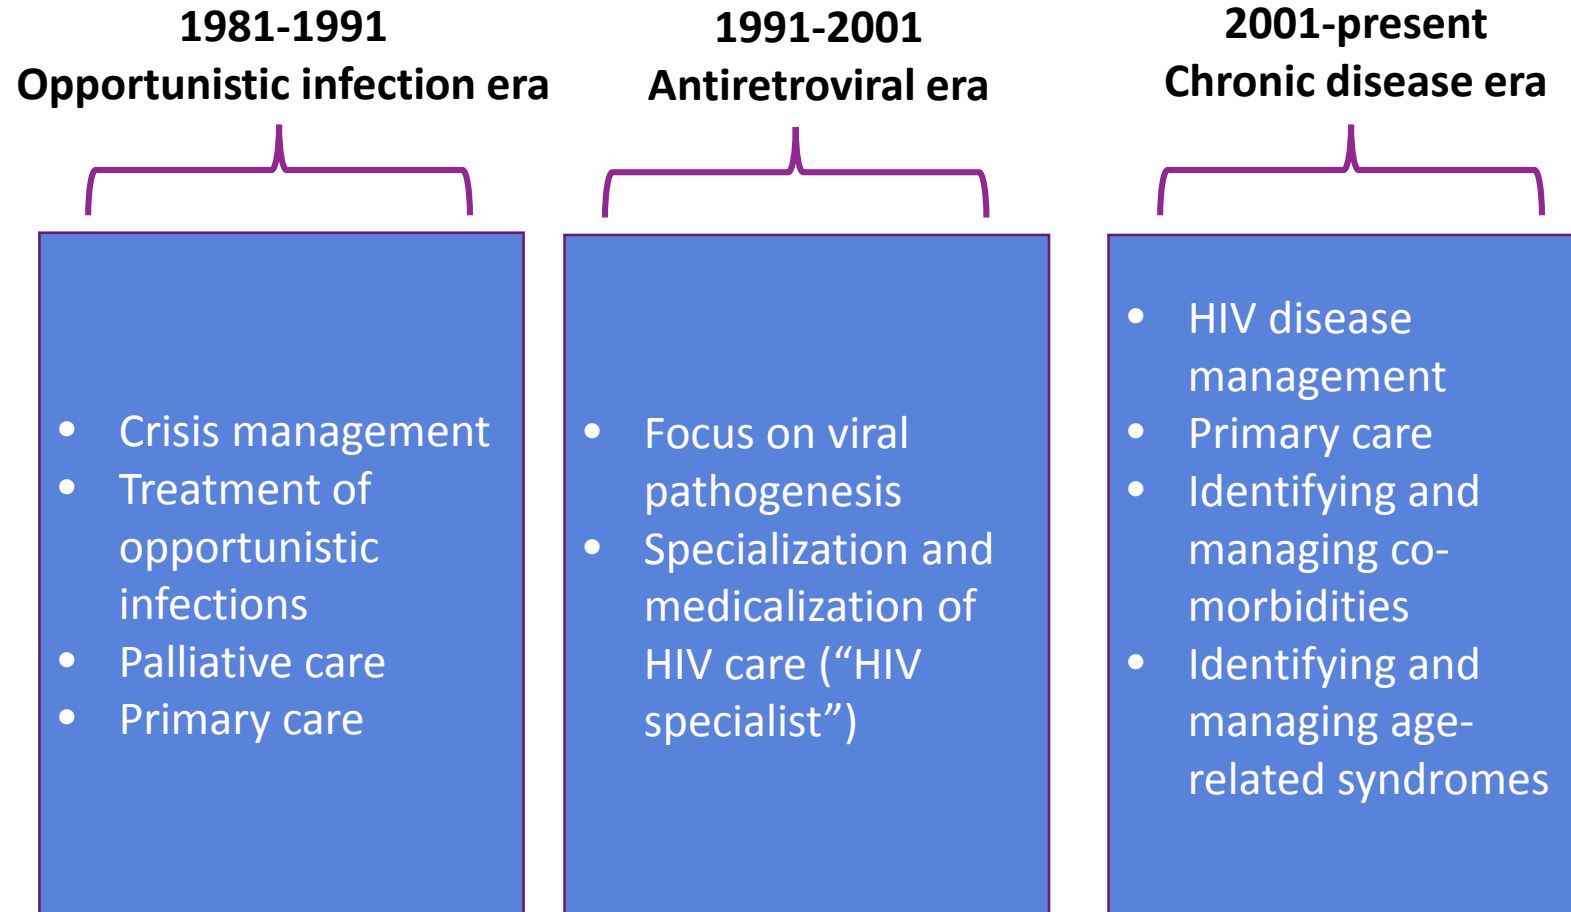 1981-1991
Opportunistic infection era
• Crisis management
• Treatment of
opportunistic
infections
• Palliative care
• Primary care
1991-2001
Antiretroviral era
• Focus on viral
pathogenesis
• Specialization and
medicalization of
HIV care (“HIV
specialist”)
2001-present
Chronic disease era
• HIV disease
management
• Primary care
• Identifying and
managing co-
morbidities
• Identifying and
managing age-
related syndromes